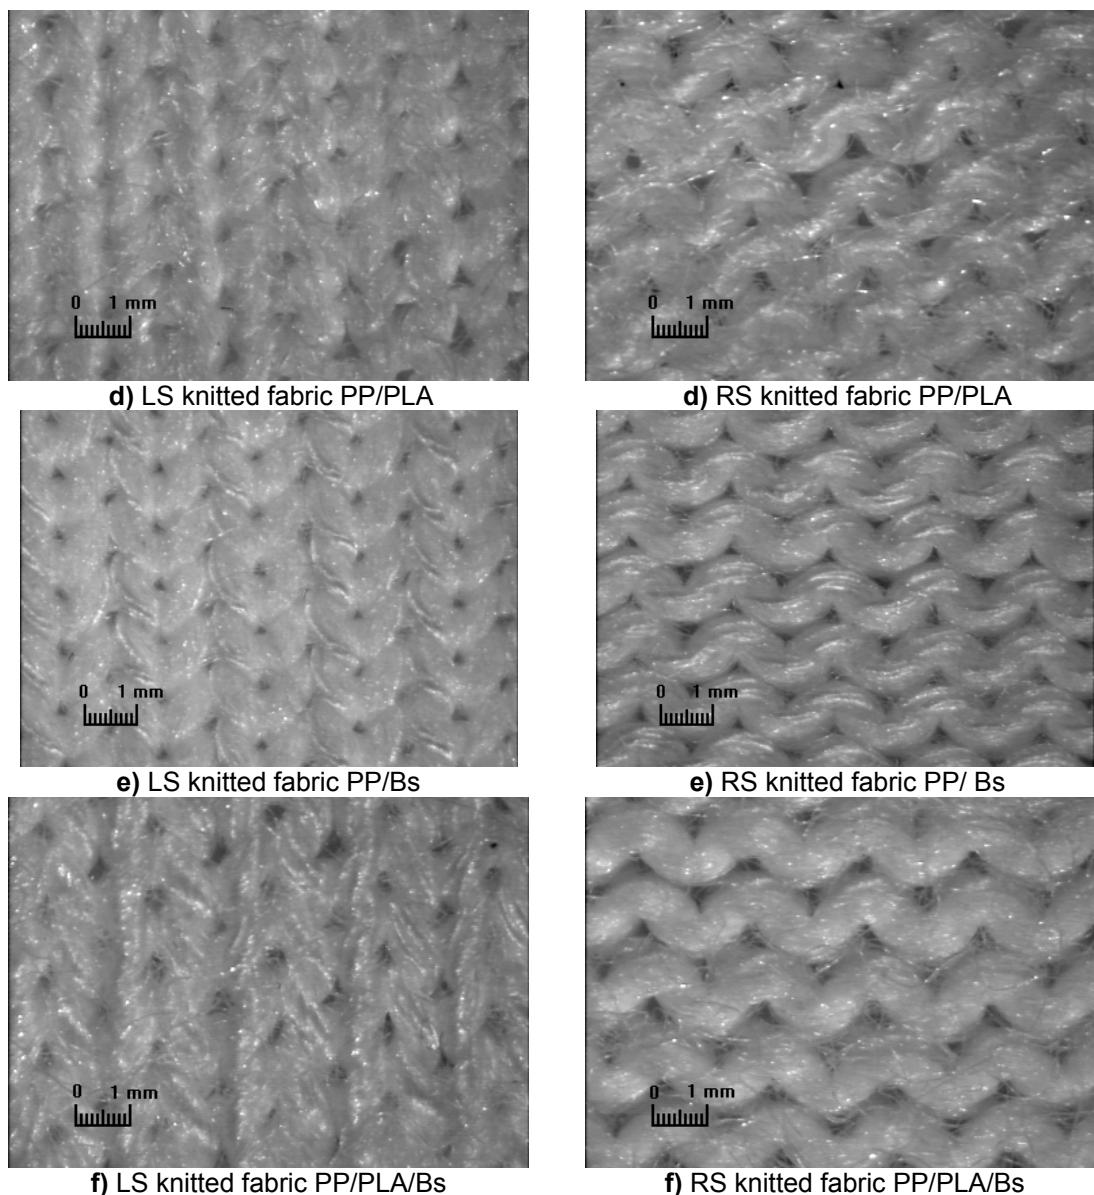 0 1 mm
0 1 mm
d) LS knitted fabric PP/PLA
d) RS knitted fabric PP/PLA
0 1 mm
0 1 mm
e) LS knitted fabric PP/Bs
e) RS knitted fabric PP/ Bs
0 1 mm
0 1 mm
f) LS knitted fabric PP/PLA/Bs
f) RS knitted fabric PP/PLA/Bs